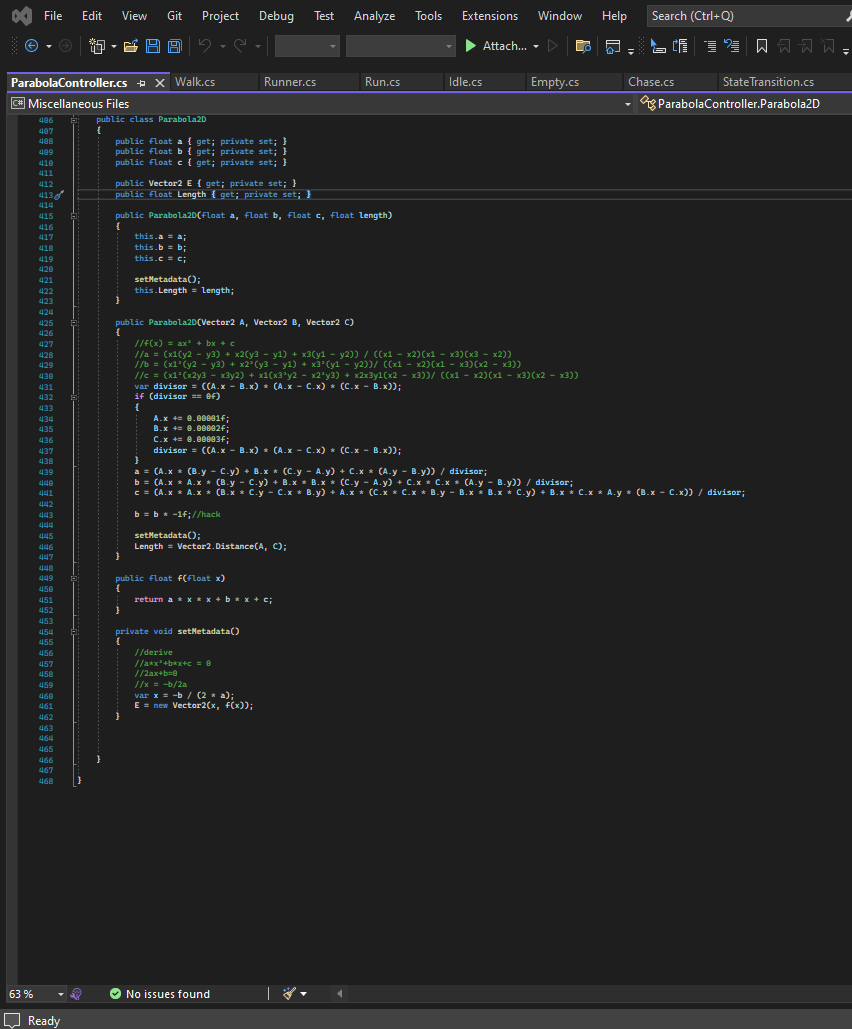 File Edit View Git Project Debug Test Analyze Tools Extensions Window Help Search (Ctrl+Q)
Attach...
ParabolaController.cs Walk.cs Runner.cs Run.cs Idle.cs Empty.cs Chase.cs StateTransition.cs
C# Miscellaneous Files ParabolaController.Parabola2D
406 public class Parabola2D
407 {
408 public float a { get; private set; }
409 public float b { get; private set; }
410 public float c { get; private set; }
411
412 public Vector2 E { get; private set; }
413 public float Length { get; private set; }
414
415 public Parabola2D(float a, float b, float c, float length)
416 {
417 this.a = a;
418 this.b = b;
419 this.c = c;
420
421 setMetadata();
422 this.Length = length;
423 }
424
425 public Parabola2D(Vector2 A, Vector2 B, Vector2 C)
426 {
427 //f(x) = ax² + bx + c
428 //a = (x1(y2 - y3) + x2(y3 - y1) + x3(y1 - y2)) / ((x1 - x2)(x1 - x3)(x3 - x2))
429 //b = (x1²(y2 - y3) + x2²(y3 - y1) + x3²(y1 - y2))/ ((x1 - x2)(x1 - x3)(x2 - x3))
430 //c = (x1²(x2y3 - x3y2) + x1(x3²y2 - x2²y3) + x2x3y1(x2 - x3))/ ((x1 - x2)(x1 - x3)(x2 - x3))
431 var divisor = ((A.x - B.x) * (A.x - C.x) * (C.x - B.x));
432 if (divisor == 0f)
433 {
434 A.x += 0.00001f;
435 B.x += 0.00002f;
436 C.x += 0.00003f;
437 divisor = ((A.x - B.x) * (A.x - C.x) * (C.x - B.x));
438 }
439 a = (A.x * (B.y - C.y) + B.x * (C.y - A.y) + C.x * (A.y - B.y)) / divisor;
440 b = (A.x * A.x * (B.y - C.y) + B.x * B.x * (C.y - A.y) + C.x * C.x * (A.y - B.y)) / divisor;
441 c = (A.x * A.x * (B.x * C.y - C.x * B.y) + A.x * (C.x * C.x * B.y - B.x * B.x * C.y) + B.x * C.x * A.y * (B.x - C.x)) / divisor;
442
443 b = b * -1f;//hack
444
445 setMetadata();
446 Length = Vector2.Distance(A, C);
447 }
448
449 public float f(float x)
450 {
451 return a * x * x + b * x + c;
452 }
453
454 private void setMetadata()
455 {
456 //derive
457 //a*x²+b*x+c = 0
458 //2ax+b=0
459 //x = -b/2a
460 var x = -b / (2 * a);
461 E = new Vector2(x, f(x));
462 }
463
464
465
466 }
467
468 }
63 % No issues found
Ready